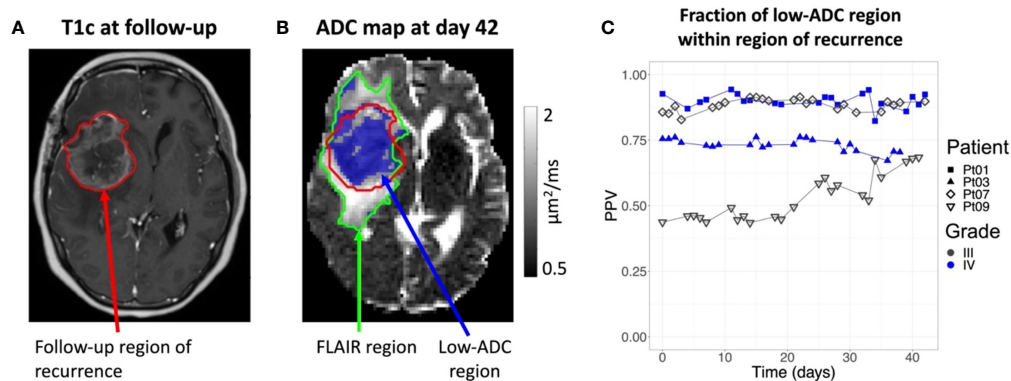 A
T1c at follow-up
Follow-up region of
recurrence
B
ADC map at day 42
2
μm²/ms
0.5
FLAIR region
Low-ADC
region
C
Fraction of low-ADC region
within region of recurrence
1.00
0.75
0.50
0.25
0.00
PPV
0 10 20 30 40
Time (days)
Patient
Pt01
Pt03
Pt07
Pt09
Grade
III
IV